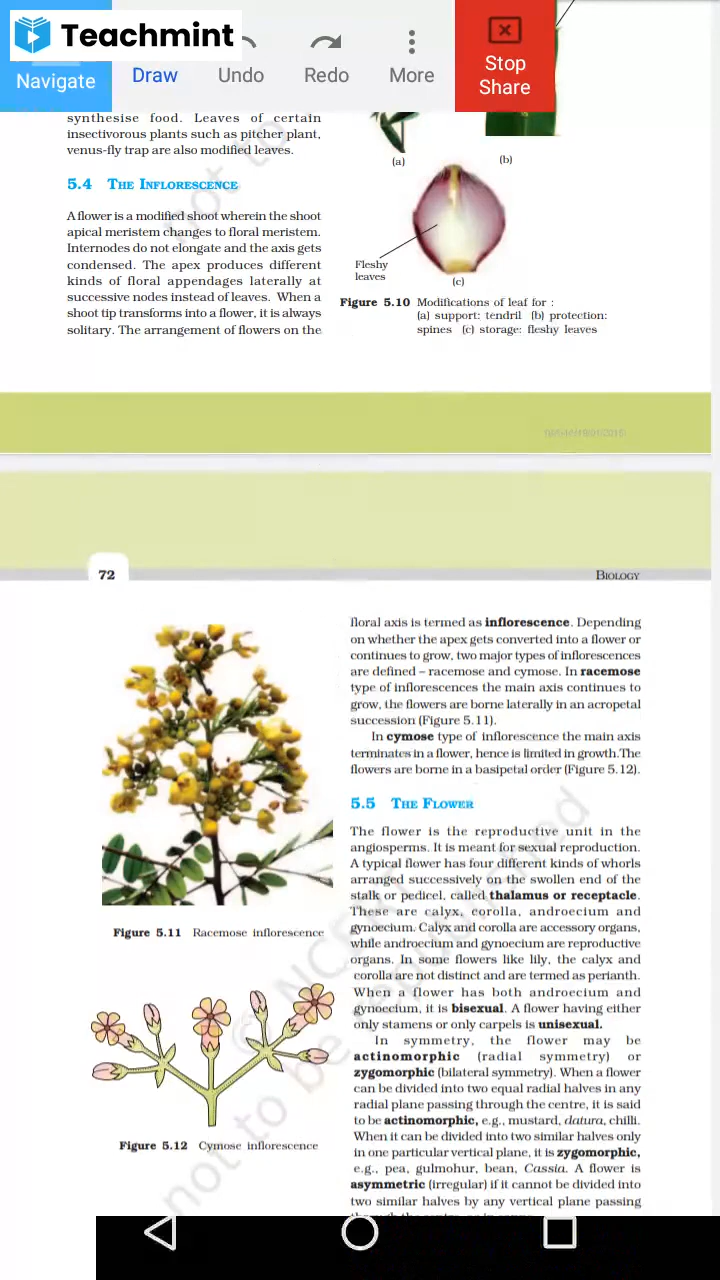 Teachmint
Navigate
Draw
Undo
Redo
More
Stop
Share
synthesise food. Leaves of certain
insectivorous plants such as pitcher plant,
venus-fly trap are also modified leaves.
5.4 THE INFLORESCENCE
A flower is a modified shoot wherein the shoot
apical meristem changes to floral meristem.
Internodes do not elongate and the axis gets
condensed. The apex produces different
kinds of floral appendages laterally at
successive nodes instead of leaves. When a
shoot tip transforms into a flower, it is always
solitary. The arrangement of flowers on the
(a)
(b)
Fleshy
leaves
(c)
Figure 5.10 Modifications of leaf for :
(a) support: tendril (b) protection:
spines (c) storage: fleshy leaves
72
BIOLOGY
Figure 5.11 Racemose inflorescence
Figure 5.12 Cymose inflorescence
floral axis is termed as inflorescence. Depending
on whether the apex gets converted into a flower or
continues to grow, two major types of inflorescences
are defined – racemose and cymose. In racemose
type of inflorescences the main axis continues to
grow, the flowers are borne laterally in an acropetal
succession (Figure 5.11).
In cymose type of inflorescence the main axis
terminates in a flower, hence is limited in growth.The
flowers are borne in a basipetal order (Figure 5.12).
5.5 THE FLOWER
The flower is the reproductive unit in the
angiosperms. It is meant for sexual reproduction.
A typical flower has four different kinds of whorls
arranged successively on the swollen end of the
stalk or pedicel, called thalamus or receptacle.
These are calyx, corolla, androecium and
gynoecium. Calyx and corolla are accessory organs,
while androecium and gynoecium are reproductive
organs. In some flowers like lily, the calyx and
corolla are not distinct and are termed as perianth.
When a flower has both androecium and
gynoecium, it is bisexual. A flower having either
only stamens or only carpels is unisexual.
In symmetry, the flower may be
actinomorphic (radial symmetry) or
zygomorphic (bilateral symmetry). When a flower
can be divided into two equal radial halves in any
radial plane passing through the centre, it is said
to be actinomorphic, e.g., mustard, datura, chilli.
When it can be divided into two similar halves only
in one particular vertical plane, it is zygomorphic,
e.g., pea, gulmohur, bean, Cassia. A flower is
asymmetric (irregular) if it cannot be divided into
two similar halves by any vertical plane passing
not to
© NCERT
not to be republished